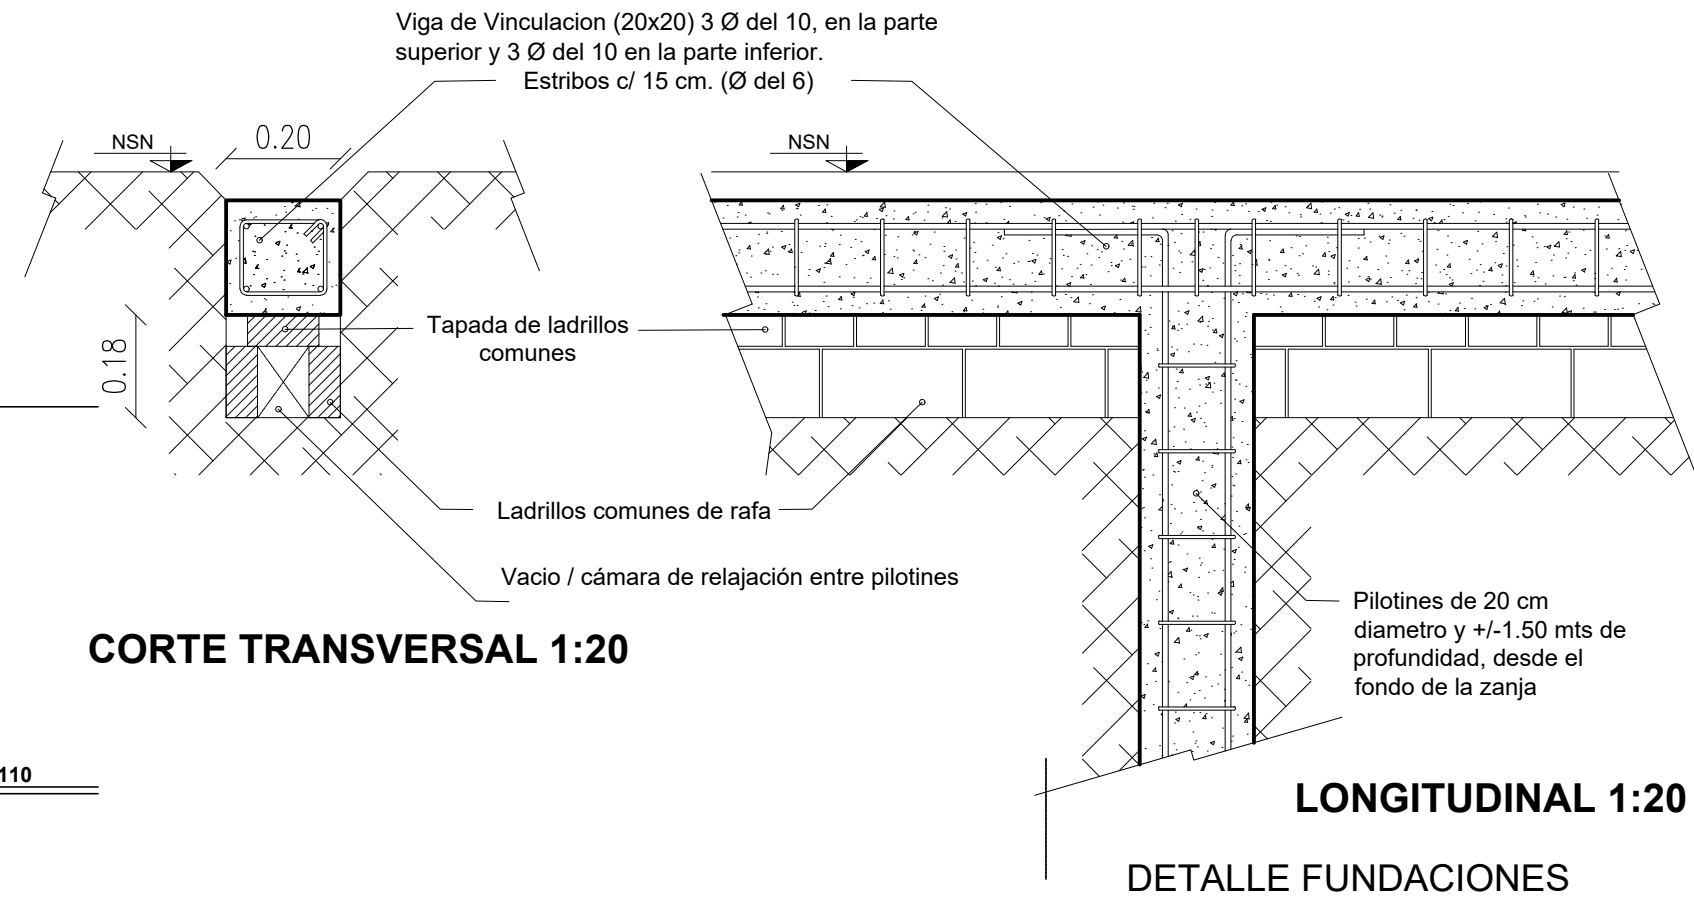 Viga de Vinculacion (20x20) 3 Ø del 10, en la parte
superior y 3 Ø del 10 en la parte inferior.
Estribos c/ 15 cm. (Ø del 6)
NSN
0.20
NSN
Tapada de ladrillos
comunes
0.18
Ladrillos comunes de rafa
Vacio / cámara de relajación entre pilotines
Pilotines de 20 cm
diametro y +/-1.50 mts de
profundidad, desde el
fondo de la zanja
CORTE TRANSVERSAL 1:20
110
LONGITUDINAL 1:20
DETALLE FUNDACIONES